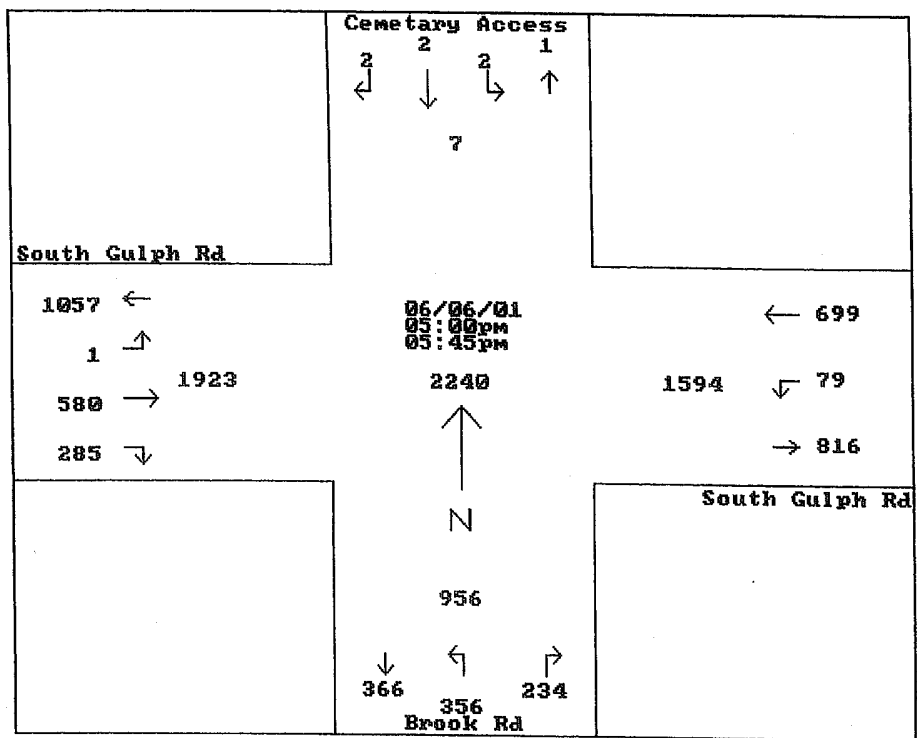 Cemetary Access
2 2 2 1
7
South Gulph Rd
1057
1
580
285
1923
06/06/01
05:00pm
05:45pm
2240
N
1594
699
79
816
South Gulph Rd
956
366 356 234
Brook Rd